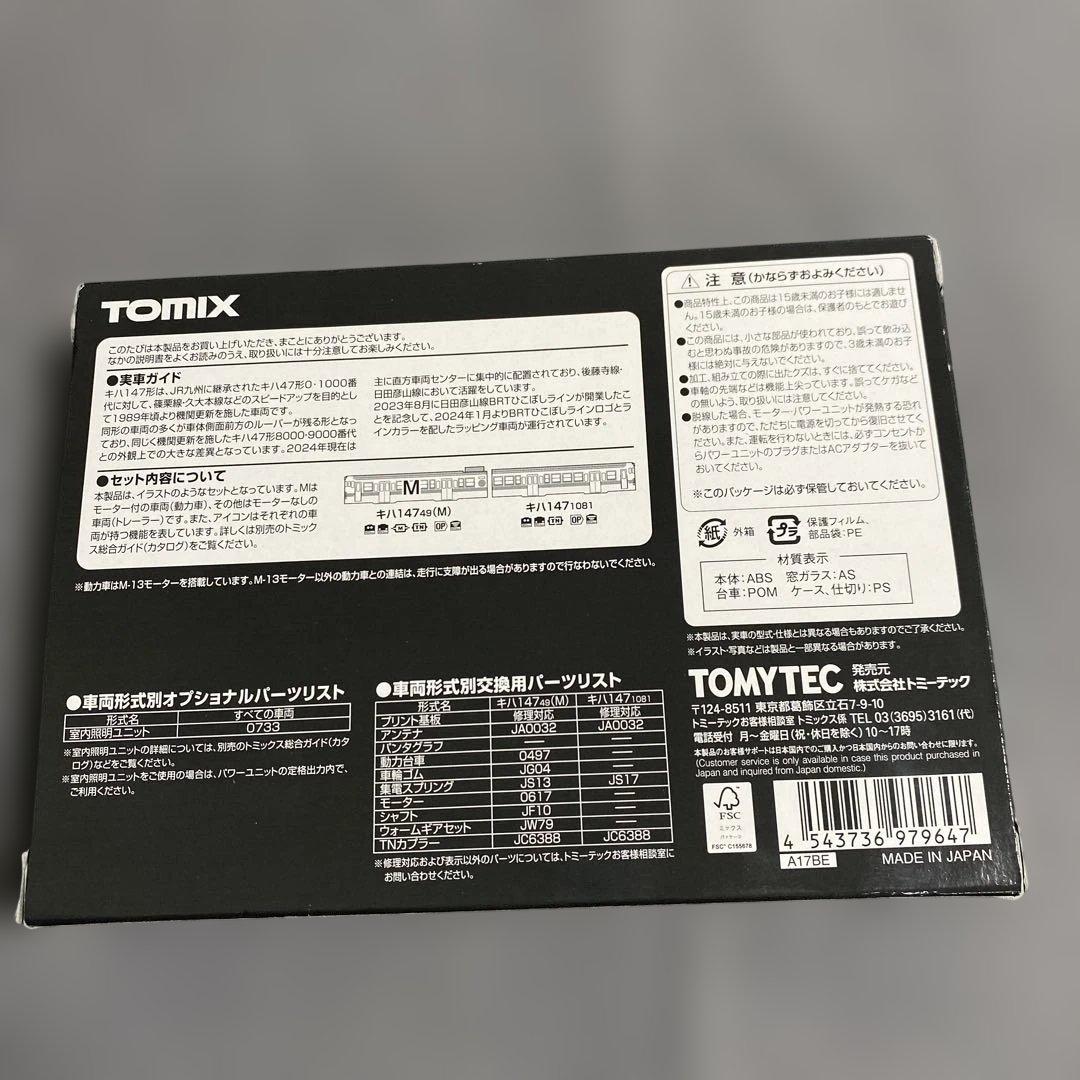 TOMIX
このたびは本製品をお買い上げいただき、まことにありがとうございます。
なかの説明書をよくお読みのうえ、取り扱いには十分注意してお楽しみください。
●実車ガイド
キハ147形は、JR九州に継承されたキハ47形0・1000番
代に対して、篠栗線・久大本線などのスピードアップを目的と
して1989年頃より機関更新を施した車両です。
同形の車両の多くが車体側面前方のルーバーが残る形となっ
ており、同じく機関更新を施したキハ47形8000・9000番代
との外観上での大きな差異となっています。2024年現在は
主に直方車両センターに集中的に配置されており、後藤寺線・
日田彦山線において活躍をしています。
2023年8月に日田彦山線BRTひこぼしラインが開業したこ
とを記念して、2024年1月よりBRTひこぼしラインロゴとラ
インカラーを配したラッピング車両が運行されています。
●セット内容について
本製品は、イラストのようなセットとなっています。Mは
モーター付の車両(動力車)、その他はモーターなしの
車両(トレーラー)です。また、アイコンはそれぞれの車
両が持つ機能を表しています。詳しくは別売のトミック
ス総合ガイド(カタログ)をご覧ください。
M
キハ147 49(M)
キハ147 1081
M TN OP
TN OP
※動力車はM-13モーターを搭載しています。M-13モーター以外の動力車との連結は、走行に支障が出る場合がありますので行なわないでください。
⚠ 注 意(かならずおよみください)
●商品特性上、この商品は15歳未満のお子様には適しませ
ん。15歳未満のお子様の場合は、保護者のもとでお遊び
ください。
●この商品には、小さな部品が使われており、誤って飲み込
むと思わぬ事故の危険がありますので、3歳未満のお子
様には絶対に与えないでください。
●加工、組み立ての際に出たクズは、すぐに捨ててください。
●車軸の先端などは機能上尖っています。誤ってケガなど
の無いよう、取り扱いには注意してください。
●脱線した場合、モーター・パワーユニットが発熱する恐れ
がありますので、ただちに電源を切ってから復旧させてく
ださい。また、運転を行わないときには、必ずコンセントか
らパワーユニットのプラグまたはACアダプターを抜いて
おいてください。
※このパッケージは必ず保管しておいてください。
紙 外箱 プラ 保護フィルム、
部品袋:PE
材質表示
本体:ABS 窓ガラス:AS
台車:POM ケース、仕切り:PS
※本製品は、実車の型式・仕様とは異なる場合もありますのでご了承ください。
※イラスト・写真などは製品と一部異なる場合があります。
●車両形式別オプショナルパーツリスト
形式名 すべての車両
室内照明ユニット 0733
※室内照明ユニットの詳細については、別売のトミックス総合ガイド(カタ
ログ)などをご覧ください。
※室内照明ユニットをご使用の場合は、パワーユニットの定格出力内で、
ご利用ください。
●車両形式別交換用パーツリスト
形式名 キハ147 49(M) キハ147 1081
プリント基板 修理対応 修理対応
アンテナ JA0032 JA0032
パンタグラフ ― ―
動力台車 0497 ―
車輪ゴム JG04 ―
集電スプリング JS13 JS17
モーター 0617 ―
シャフト JF10 ―
ウォームギアセット JW79 ―
TNカプラー JC6388 JC6388
※修理対応および表示以外のパーツについては、トミーテックお客様相談室に
お問い合わせください。
TOMYTEC 発売元
株式会社トミーテック
〒124-8511 東京都葛飾区立石7-9-10
トミーテックお客様相談室 トミックス係 TEL 03(3695)3161(代)
電話受付 月～金曜日(祝・休日を除く)10～17時
本製品のお客様サポートは日本国内でのご購入かつ日本国内からのお問い合わせに限ります。
(Customer service is only available in case this product purchased in
Japan and inquired from Japan domestic.)
FSC
ミックス
パッケージ
FSC® C155678
4 543736 979647
A17BE MADE IN JAPAN